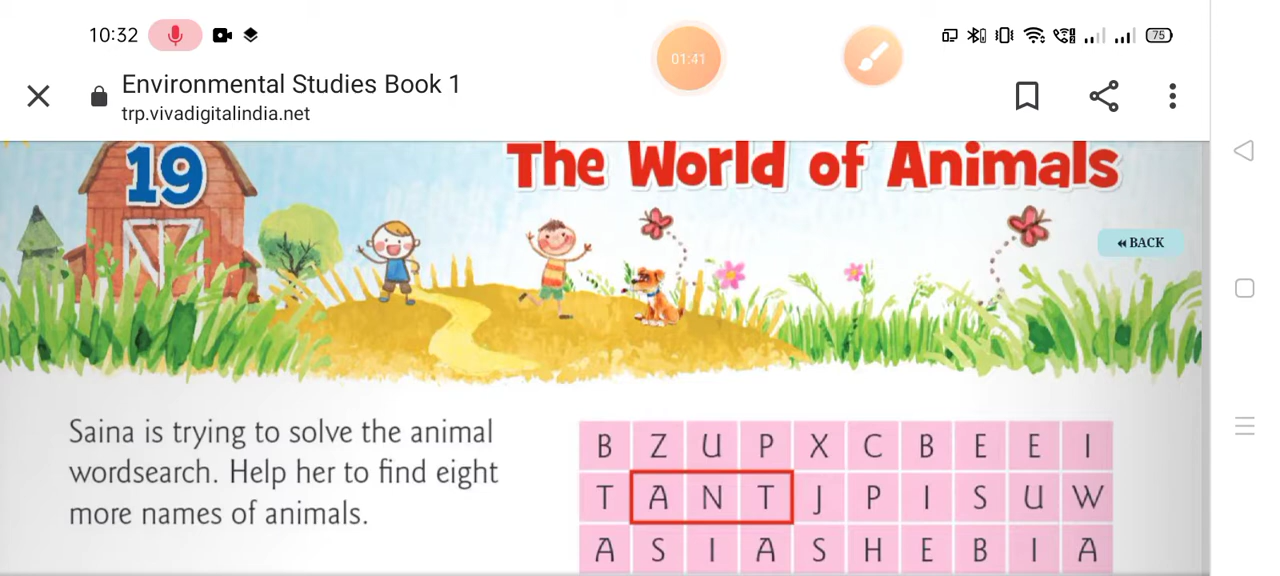 10:32
01:41
75
Environmental Studies Book 1
trp.vivadigitalindia.net
19
The World of Animals
BACK
Saina is trying to solve the animal
wordsearch. Help her to find eight
more names of animals.
B Z U P X C B E E I
T A N T J P I S U W
A S I A S H E B I A